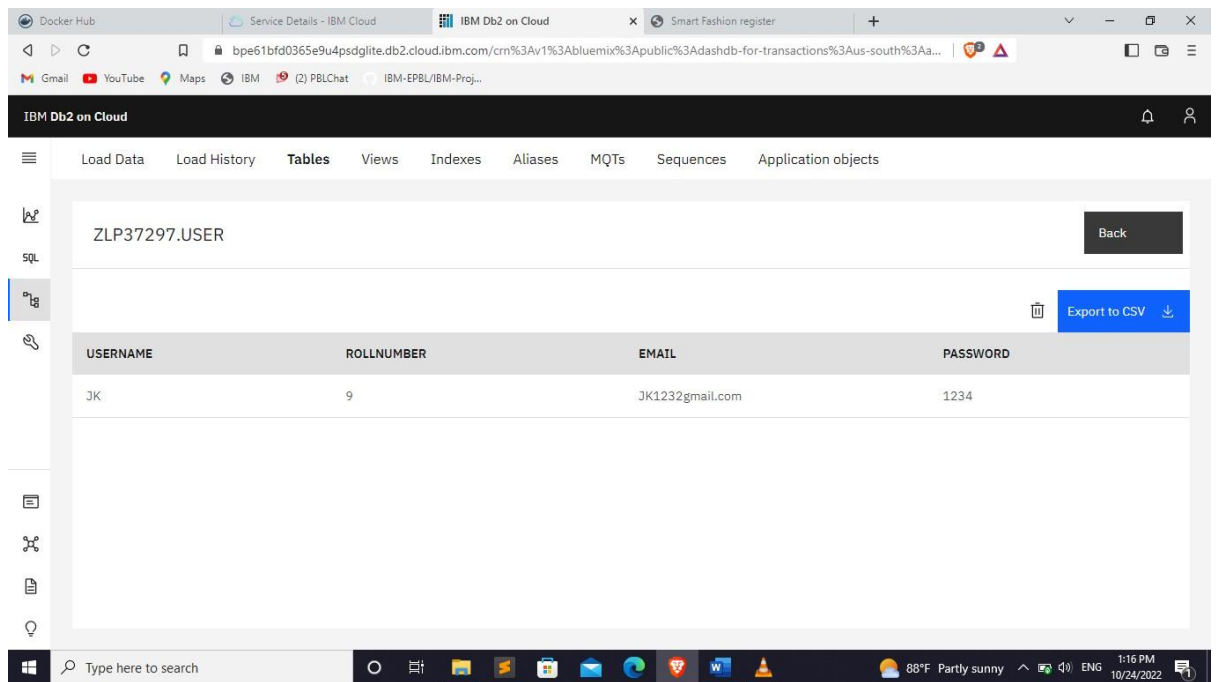 Docker Hub Service Details - IBM Cloud IBM Db2 on Cloud Smart Fashion register
bpe61bfd0365e9u4psdglite.db2.cloud.ibm.com/crn%3Av1%3Abluemix%3Apublic%3Adashdb-for-transactions%3Aus-south%3Aa... 2
Gmail YouTube Maps IBM (2) PBLChat IBM-EPBL/IBM-Proj...
IBM Db2 on Cloud
Load Data Load History Tables Views Indexes Aliases MQTs Sequences Application objects
ZLP37297.USER Back
SQL
Export to CSV
USERNAME ROLLNUMBER EMAIL PASSWORD
JK 9 JK1232gmail.com 1234
Type here to search 88°F Partly sunny ENG 1:16 PM
10/24/2022 1